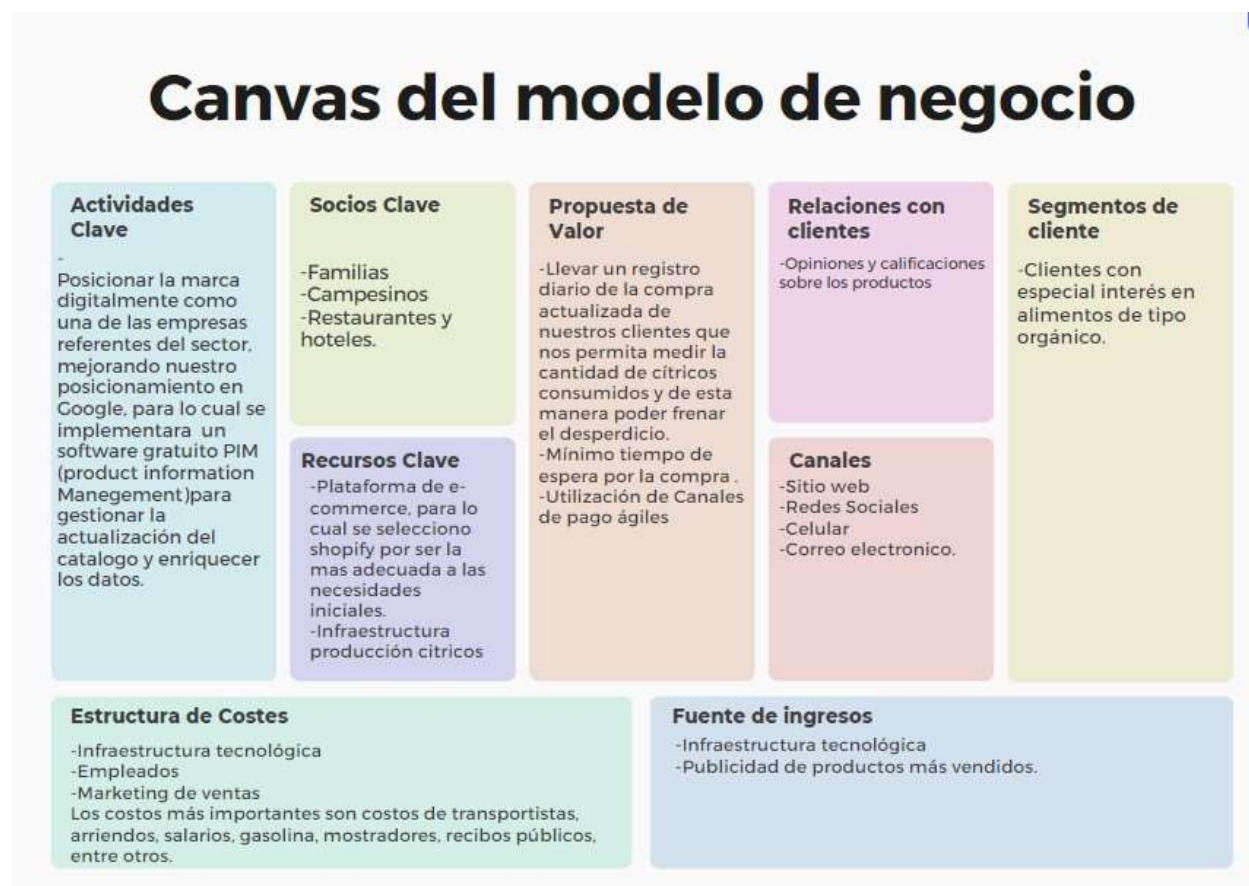 Canvas del modelo de negocio
Actividades
Clave
-
Posicionar la marca
digitalmente como
una de las empresas
referentes del sector,
mejorando nuestro
posicionamiento en
Google, para lo cual se
implementara un
software gratuito PIM
(product information
Manegement)para
gestionar la
actualización del
catalogo y enriquecer
los datos.
Socios Clave
-Familias
-Campesinos
-Restaurantes y
hoteles.
Recursos Clave
-Plataforma de e-
commerce, para lo
cual se selecciono
shopify por ser la
mas adecuada a las
necesidades
iniciales.
-Infraestructura
producción citricos
Propuesta de
Valor
-Llevar un registro
diario de la compra
actualizada de
nuestros clientes que
nos permita medir la
cantidad de cítricos
consumidos y de esta
manera poder frenar
el desperdicio.
-Mínimo tiempo de
espera por la compra .
-Utilización de Canales
de pago ágiles
Relaciones con
clientes
-Opiniones y calificaciones
sobre los productos
Canales
-Sitio web
-Redes Sociales
-Celular
-Correo electronico.
Segmentos de
cliente
-Clientes con
especial interés en
alimentos de tipo
orgánico.
Estructura de Costes
-Infraestructura tecnológica
-Empleados
-Marketing de ventas
Los costos más importantes son costos de transportistas,
arriendos, salarios, gasolina, mostradores, recibos públicos,
entre otros.
Fuente de ingresos
-Infraestructura tecnológica
-Publicidad de productos más vendidos.